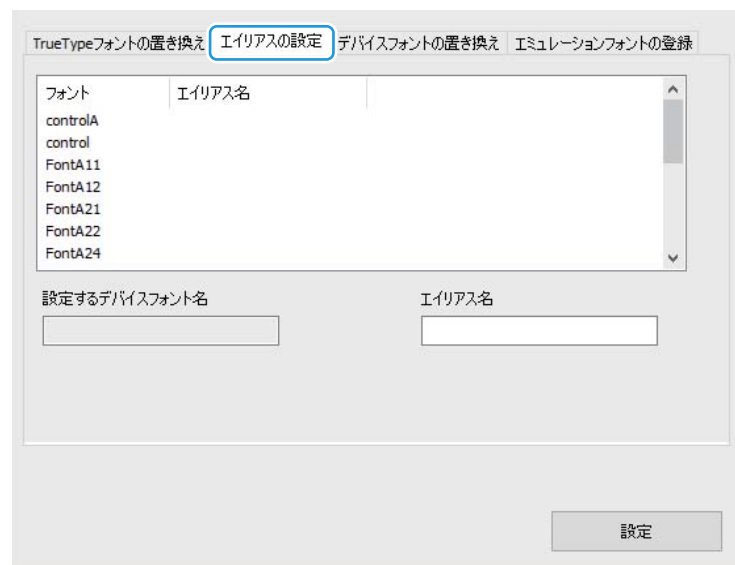 TrueTypeフォントの置き換え エイリアスの設定 デバイスフォントの置き換え エミュレーションフォントの登録
フォント エイリアス名
controlA
control
FontA11
FontA12
FontA21
FontA22
FontA24
設定するデバイスフォント名 エイリアス名
設定